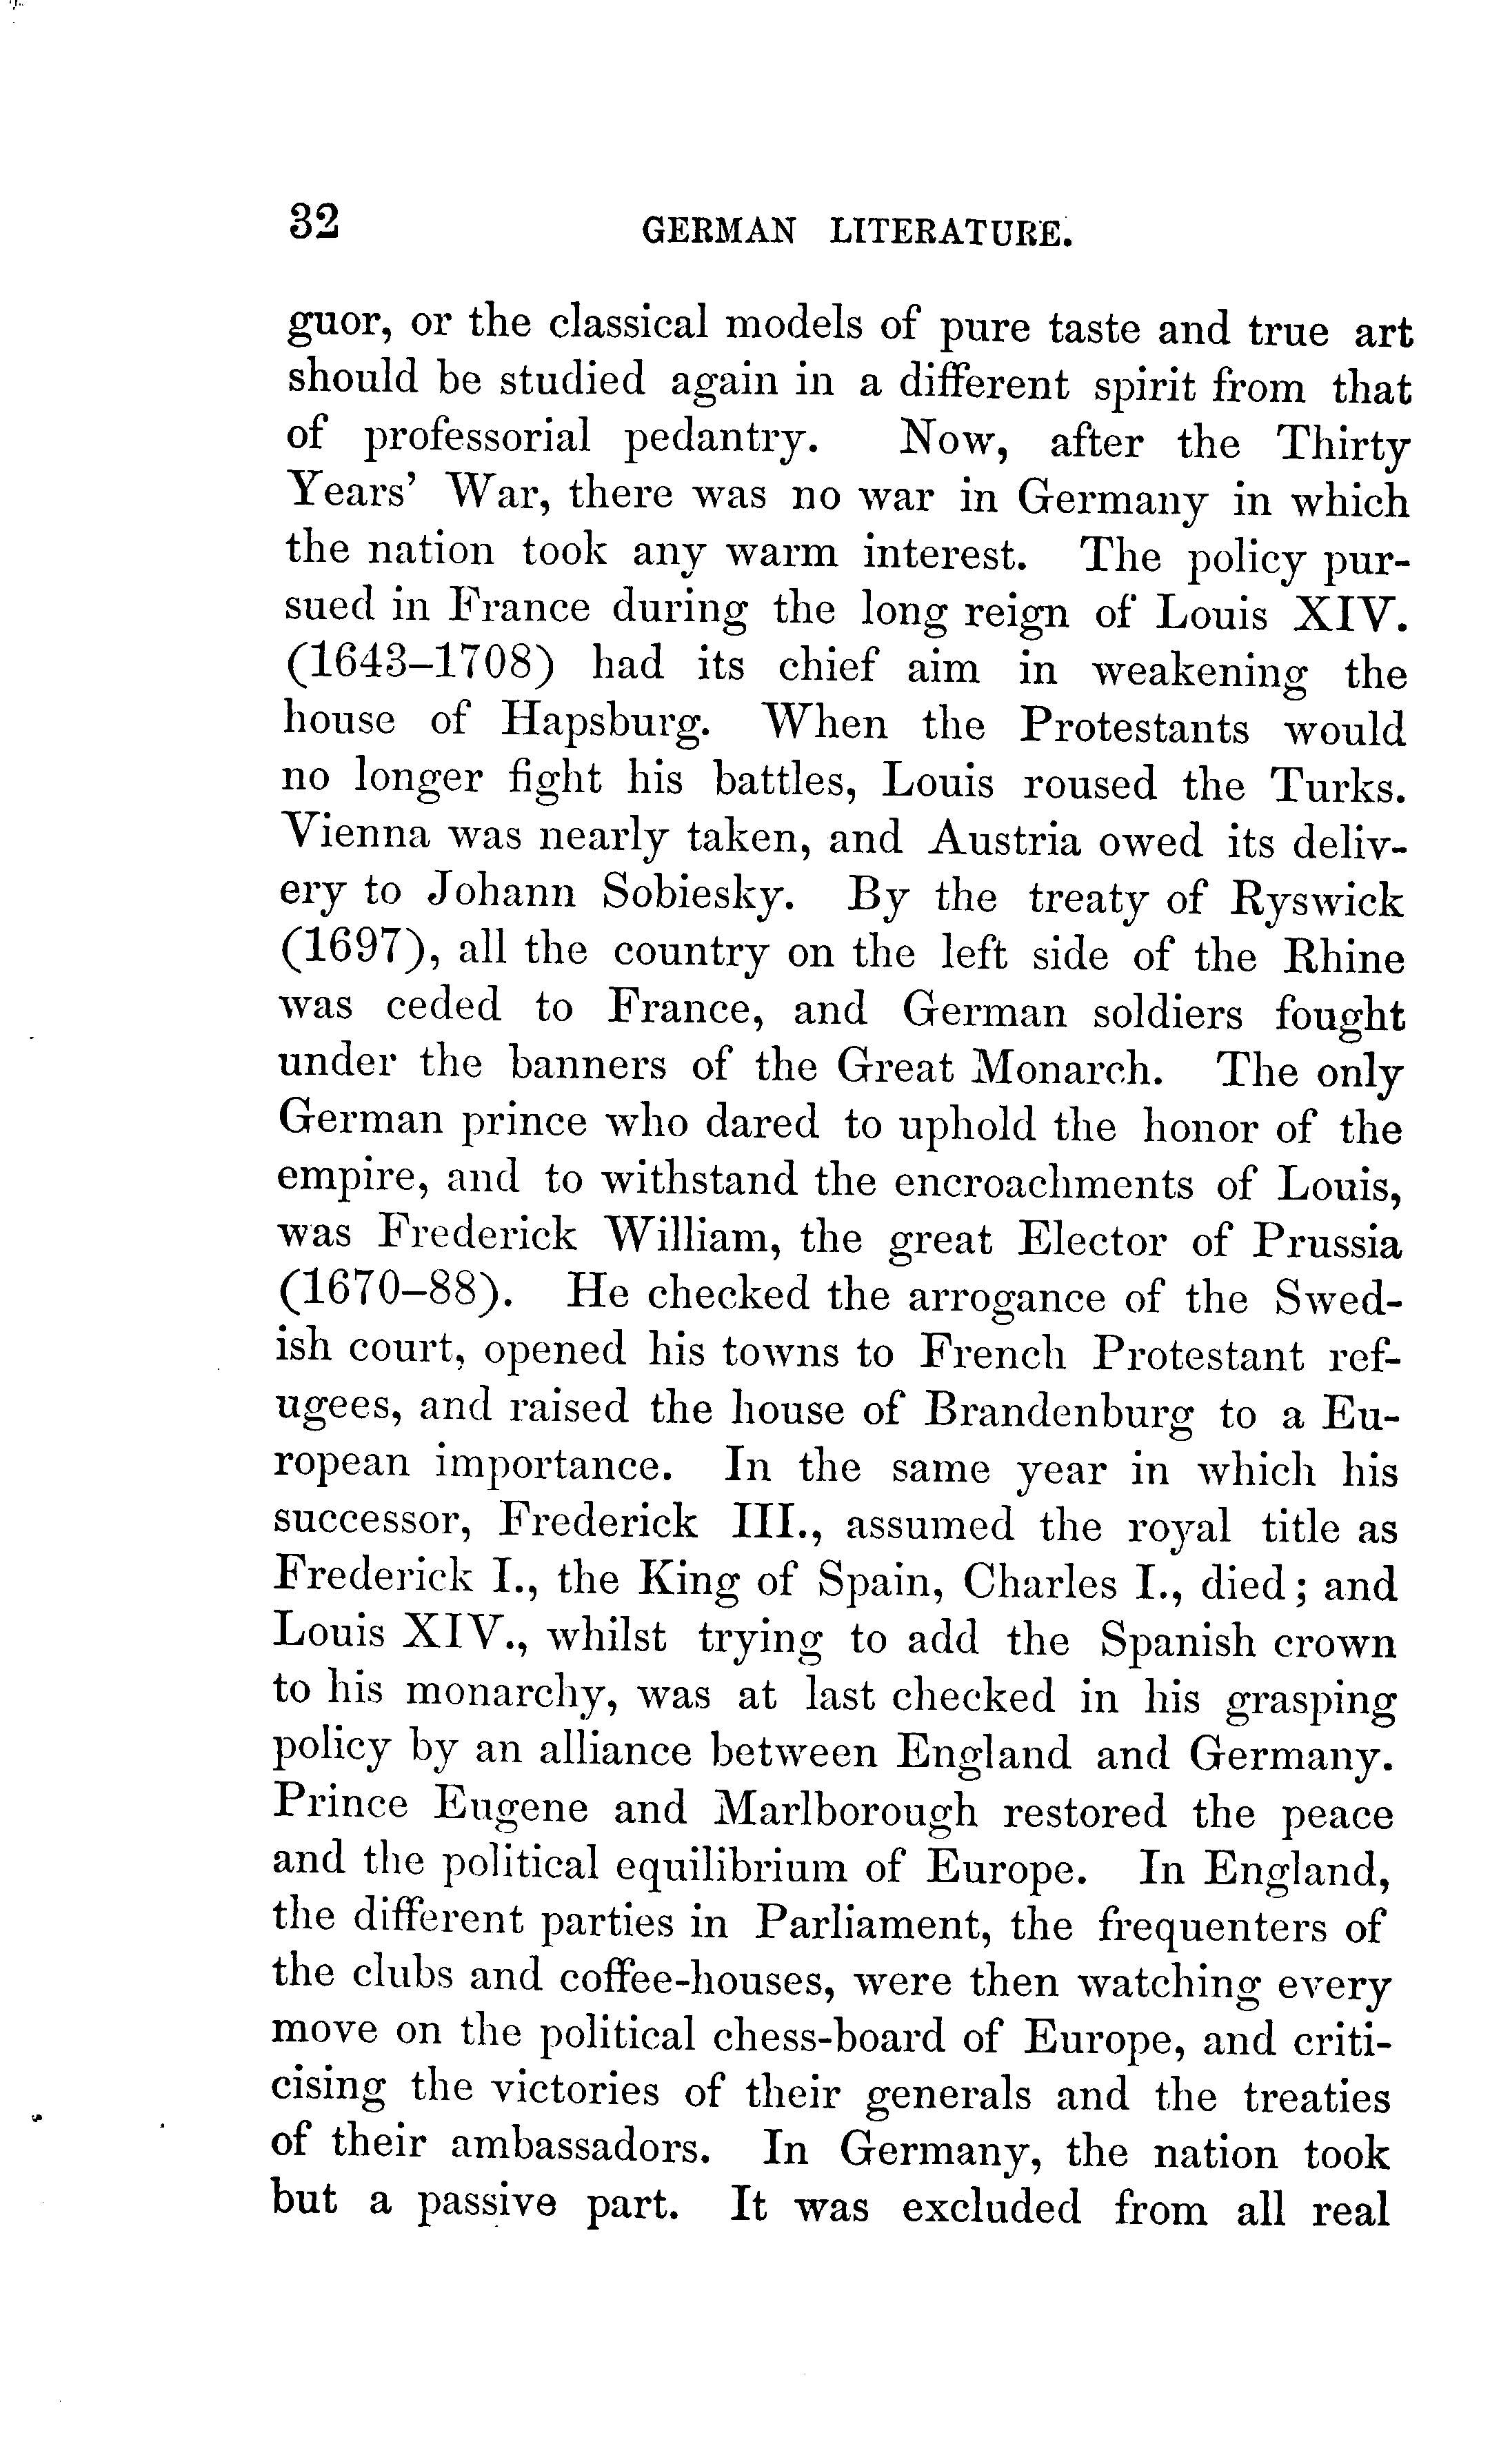 32 GERMAN LITERATURE.
guor, or the classical models of pure taste and true art
should be studied again in a different spirit from that
of professorial pedantry. Now, after the Thirty
Years' War, there was no war in Germany in which
the nation took any warm interest. The policy pur-
sued in France during the long reign of Louis XIV.
(1643–1708) had its chief aim in weakening the
house of Hapsburg. When the Protestants would
no longer fight his battles, Louis roused the Turks.
Vienna was nearly taken, and Austria owed its deliv-
ery to Johann Sobiesky. By the treaty of Ryswick
(1697), all the country on the left side of the Rhine
was ceded to France, and German soldiers fought
under the banners of the Great Monarch. The only
German prince who dared to uphold the honor of the
empire, and to withstand the encroachments of Louis,
was Frederick William, the great Elector of Prussia
(1670–88). He checked the arrogance of the Swed-
ish court, opened his towns to French Protestant ref-
ugees, and raised the house of Brandenburg to a Eu-
ropean importance. In the same year in which his
successor, Frederick III., assumed the royal title as
Frederick I., the King of Spain, Charles I., died; and
Louis XIV., whilst trying to add the Spanish crown
to his monarchy, was at last checked in his grasping
policy by an alliance between England and Germany.
Prince Eugene and Marlborough restored the peace
and the political equilibrium of Europe. In England,
the different parties in Parliament, the frequenters of
the clubs and coffee-houses, were then watching every
move on the political chess-board of Europe, and criti-
cising the victories of their generals and the treaties
of their ambassadors. In Germany, the nation took
but a passive part. It was excluded from all real